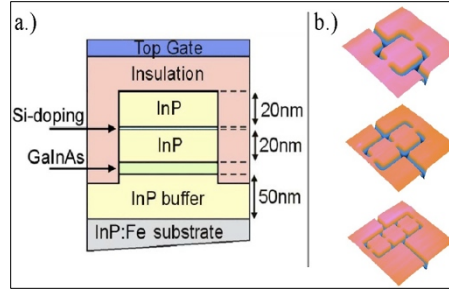 a.)
b.)
Top Gate
Insulation
Si-doping
InP
20nm
GaInAs
InP
20nm
InP buffer
50nm
InP:Fe substrate